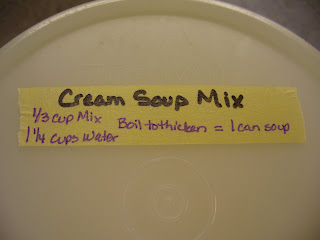 Cream Soup Mix
1/3 cup Mix Boil to thicken = 1 can soup
1 1/4 cups water